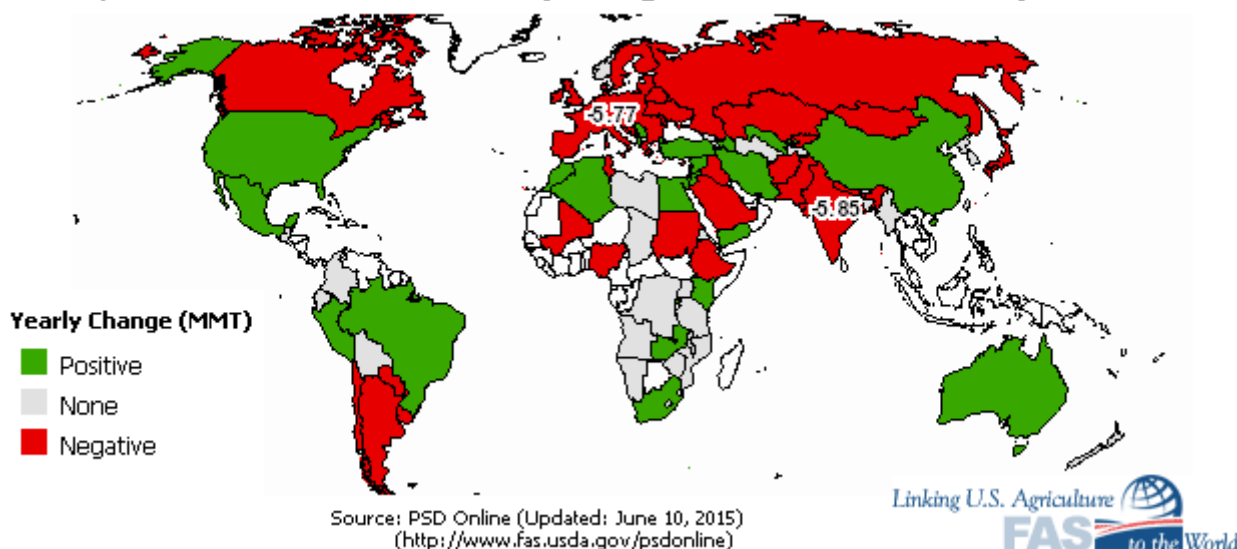 -5.77
-5.85
Yearly Change (MMT)
Positive
None
Negative
Source: PSD Online (Updated: June 10, 2015)
(http://www.fas.usda.gov/psdonline)
Linking U.S. Agriculture
FAS to the World